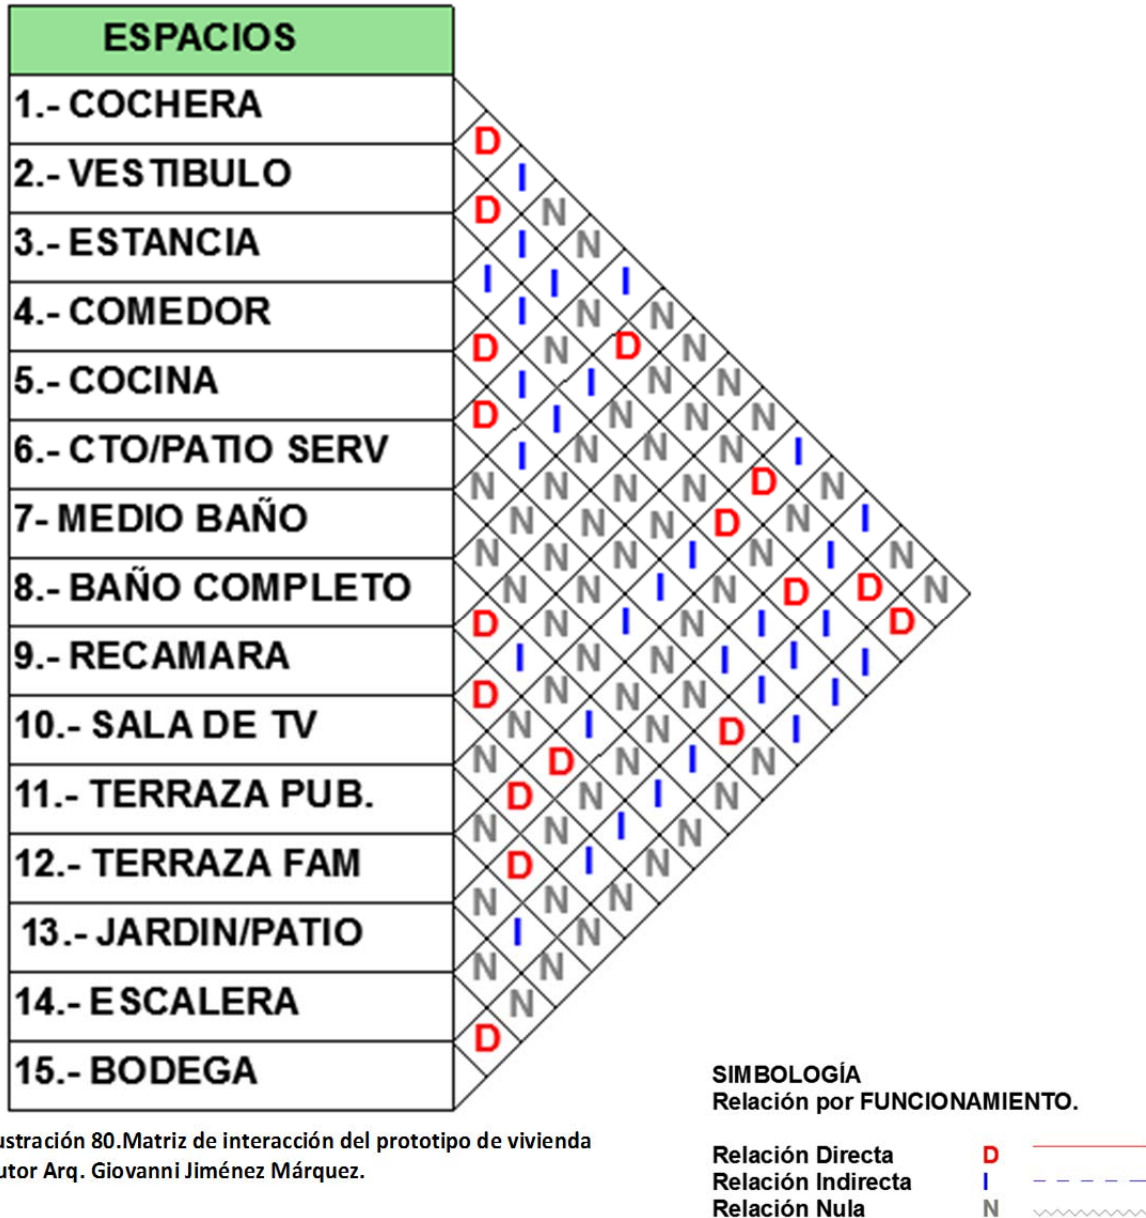 ESPACIOS
1.- COCHERA
D
2.- VESTIBULO I
D N
3.- ESTANCIA I N
I I I
4.- COMEDOR I N N
D N D N
5.- COCINA I I N N
D I N N N
6.- CTO/PATIO SERV I N N N I
N N N N D N
7- MEDIO BAÑO N N N D N I
N N N I N I N
8.- BAÑO COMPLETO N N I N D D N
D N I N I I D
9.- RECAMARA I N N I I I
D N N N I I
10.- SALA DE TV N I N D I
N D N I N
11.- TERRAZA PUB. D N I N
N N I N
12.- TERRAZA FAM D I N
N N N
13.- JARDIN/PATIO I N
N N
14.- ESCALERA N
D
15.- BODEGA
SIMBOLOGÍA
Relación por FUNCIONAMIENTO.
Relación Directa D
Relación Indirecta I
Relación Nula N
ustración 80.Matriz de interacción del prototipo de vivienda
utor Arq. Giovanni Jiménez Márquez.